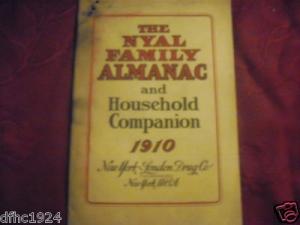 THE
NYAL
FAMILY
ALMANAC
and
Household
Companion
1910
New York - London Drug Co
New York, U.S.A
dfhc1924